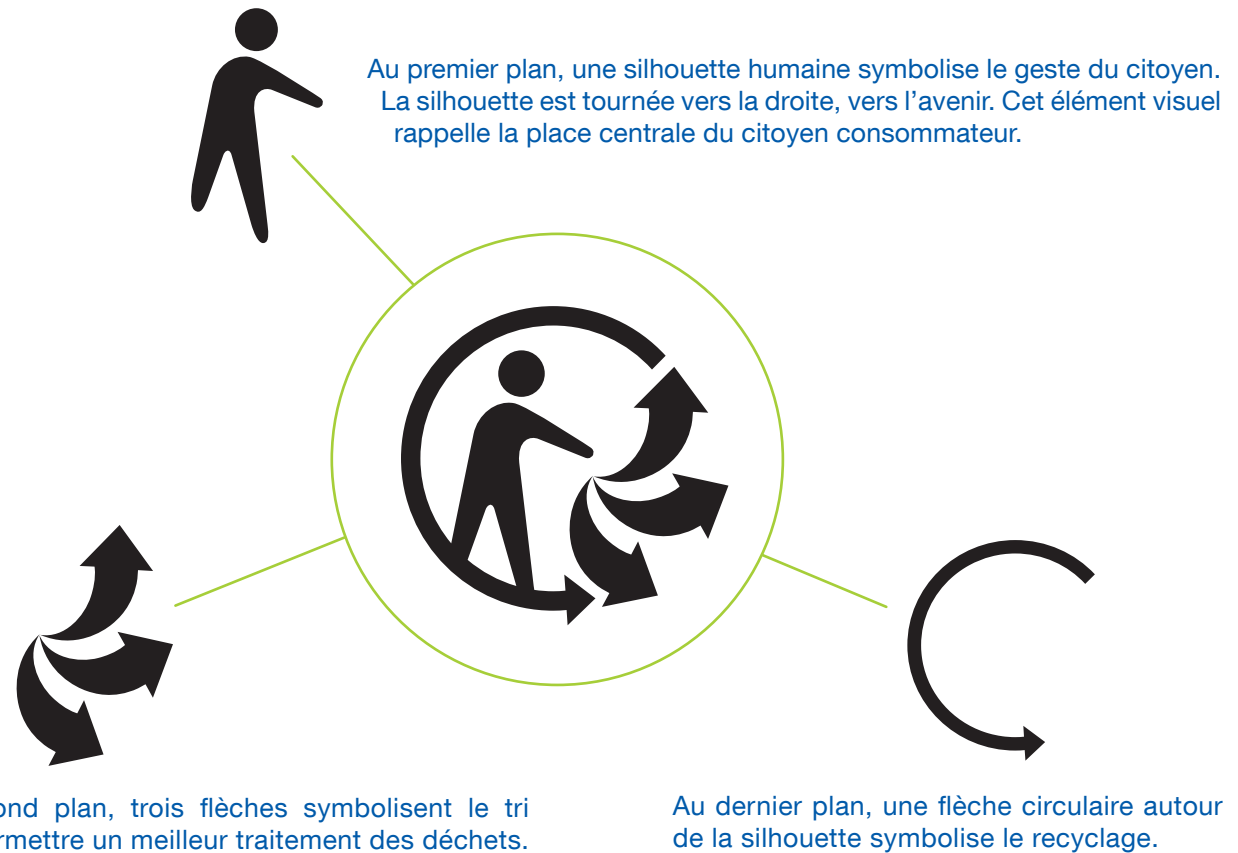 Au premier plan, une silhouette humaine symbolise le geste du citoyen.
La silhouette est tournée vers la droite, vers l’avenir. Cet élément visuel
rappelle la place centrale du citoyen consommateur.
plan, trois flèches symbolisent le tri
un meilleur traitement des déchets.
Au dernier plan, une flèche circulaire autour
de la silhouette symbolise le recyclage.